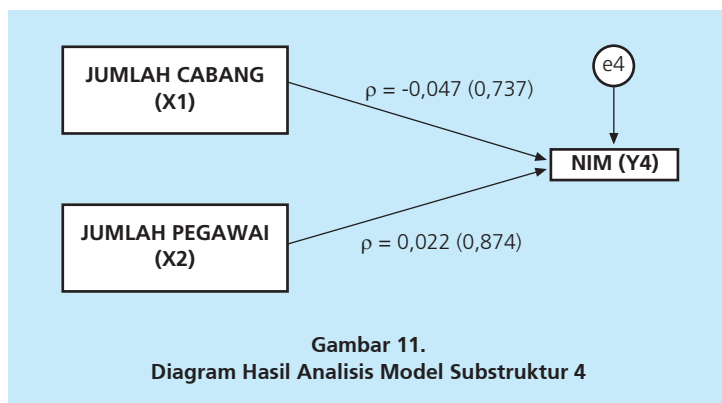 JUMLAH CABANG
(X1)
ρ = -0,047 (0,737)
e4
NIM (Y4)
JUMLAH PEGAWAI
(X2)
ρ = 0,022 (0,874)
Gambar 11.
Diagram Hasil Analisis Model Substruktur 4